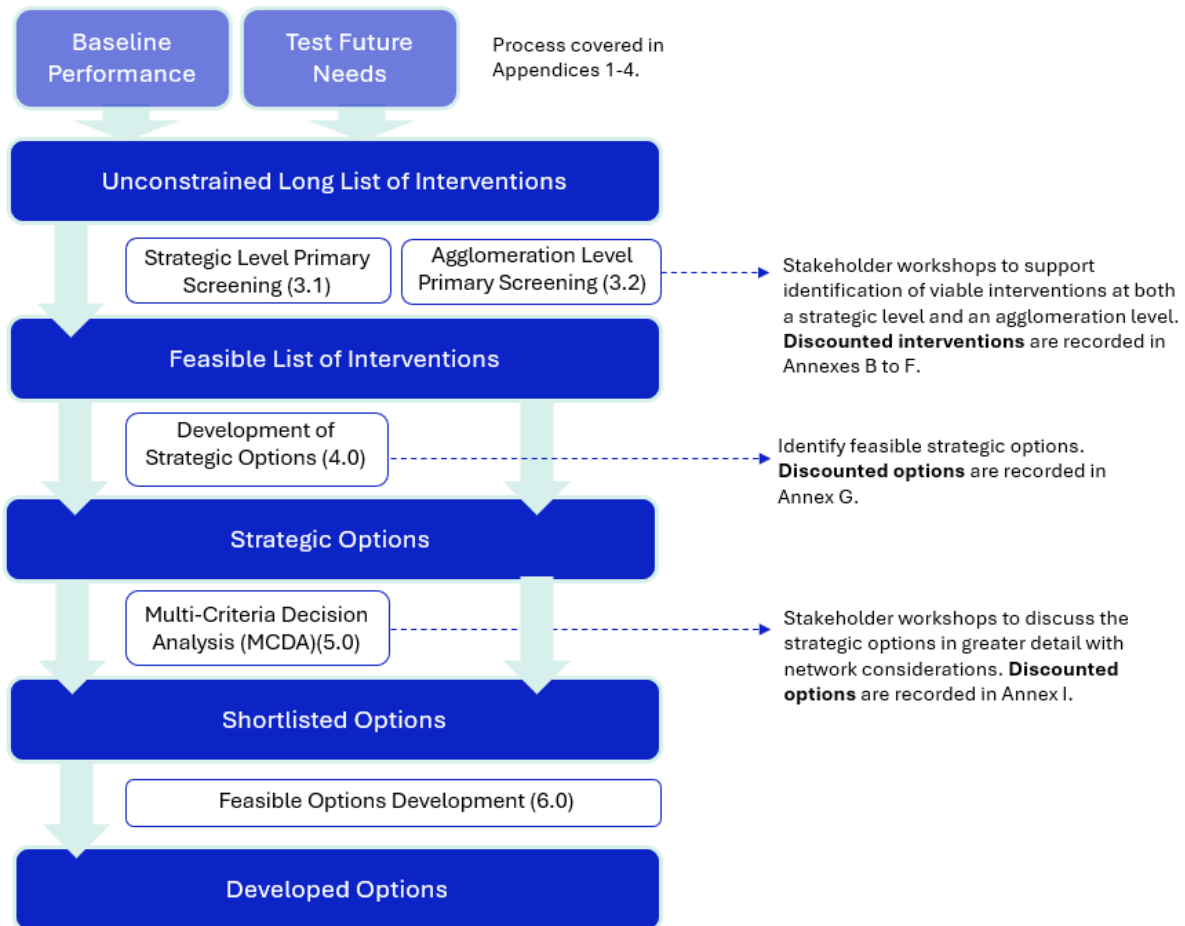 Baseline
Performance
Test Future
Needs
Process covered in
Appendices 1-4.
Unconstrained Long List of Interventions
Strategic Level Primary
Screening (3.1)
Agglomeration Level
Primary Screening (3.2)
Stakeholder workshops to support
identification of viable interventions at both
a strategic level and an agglomeration level.
Discounted interventions are recorded in
Annexes B to F.
Feasible List of Interventions
Development of
Strategic Options (4.0)
Identify feasible strategic options.
Discounted options are recorded in
Annex G.
Strategic Options
Multi-Criteria Decision
Analysis (MCDA)(5.0)
Stakeholder workshops to discuss the
strategic options in greater detail with
network considerations. Discounted
options are recorded in Annex I.
Shortlisted Options
Feasible Options Development (6.0)
Developed Options